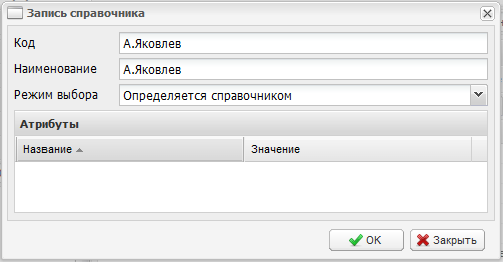 Запись справочника
Код А.Яковлев
Наименование А.Яковлев
Режим выбора Определяется справочником
Атрибуты
Название Значение
OK Закрыть